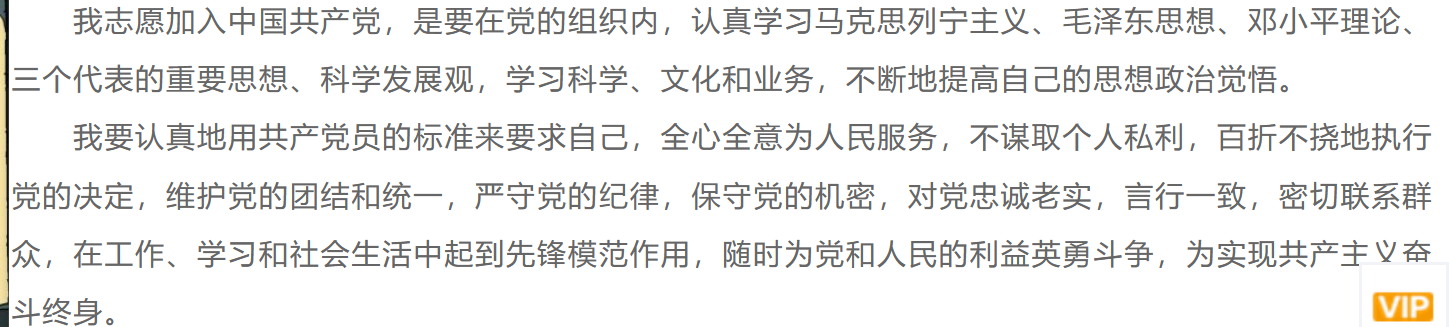 我志愿加入中国共产党，是要在党的组织内，认真学习马克思列宁主义、毛泽东思想、邓小平理论、
三个代表的重要思想、科学发展观，学习科学、文化和业务，不断地提高自己的思想政治觉悟。
我要认真地用共产党员的标准来要求自己，全心全意为人民服务，不谋取个人私利，百折不挠地执行
党的决定，维护党的团结和统一，严守党的纪律，保守党的机密，对党忠诚老实，言行一致，密切联系群
众，在工作、学习和社会生活中起到先锋模范作用，随时为党和人民的利益英勇斗争，为实现共产主义奋
斗终身。
VIP